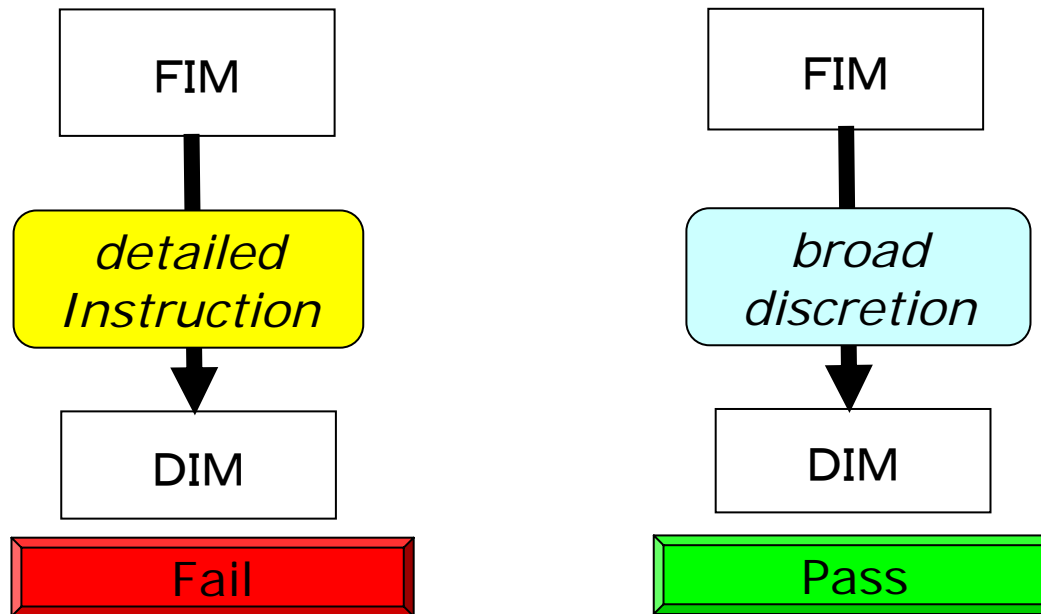 FIM
detailed
Instruction
DIM
Fail
FIM
broad
discretion
DIM
Pass